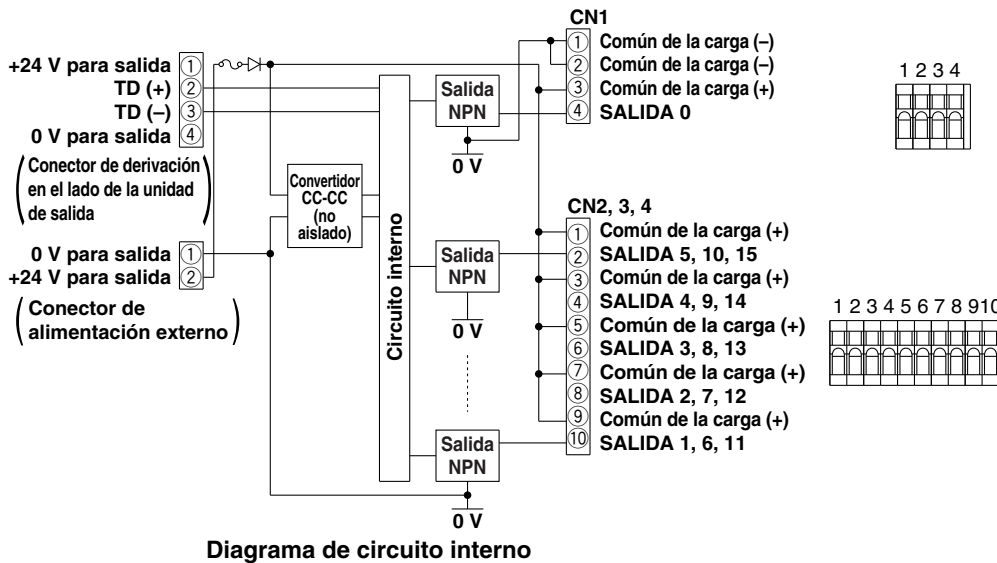 CN1
+24 V para salida ①
TD (+) ②
TD (–) ③
0 V para salida ④
(Conector de derivación
en el lado de la unidad
de salida)
0 V para salida ①
+24 V para salida ②
(Conector de
alimentación externo)
Convertidor
CC-CC
(no
aislado)
Circuito interno
Salida
NPN
0 V
Salida
NPN
0 V
Salida
NPN
0 V
① Común de la carga (–)
② Común de la carga (–)
③ Común de la carga (+)
④ SALIDA 0
1 2 3 4
CN2, 3, 4
① Común de la carga (+)
② SALIDA 5, 10, 15
③ Común de la carga (+)
④ SALIDA 4, 9, 14
⑤ Común de la carga (+)
⑥ SALIDA 3, 8, 13
⑦ Común de la carga (+)
⑧ SALIDA 2, 7, 12
⑨ Común de la carga (+)
⑩ SALIDA 1, 6, 11
1 2 3 4 5 6 7 8 9 10
Diagrama de circuito interno